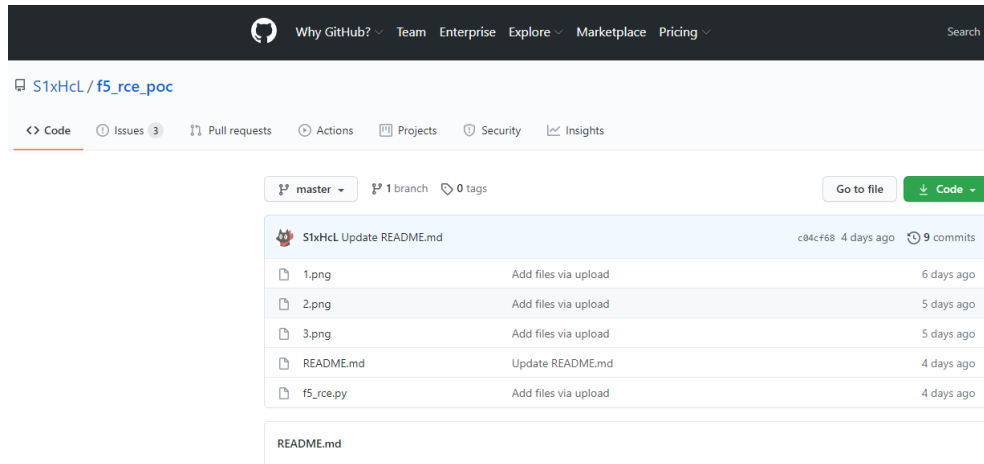 Why GitHub? Team Enterprise Explore Marketplace Pricing Search
S1xHcL / f5_rce_poc
<> Code Issues 3 Pull requests Actions Projects Security Insights
master 1 branch 0 tags Go to file Code
S1xHcL Update README.md c04cf68 4 days ago 9 commits
1.png Add files via upload 6 days ago
2.png Add files via upload 5 days ago
3.png Add files via upload 5 days ago
README.md Update README.md 4 days ago
f5_rce.py Add files via upload 4 days ago
README.md